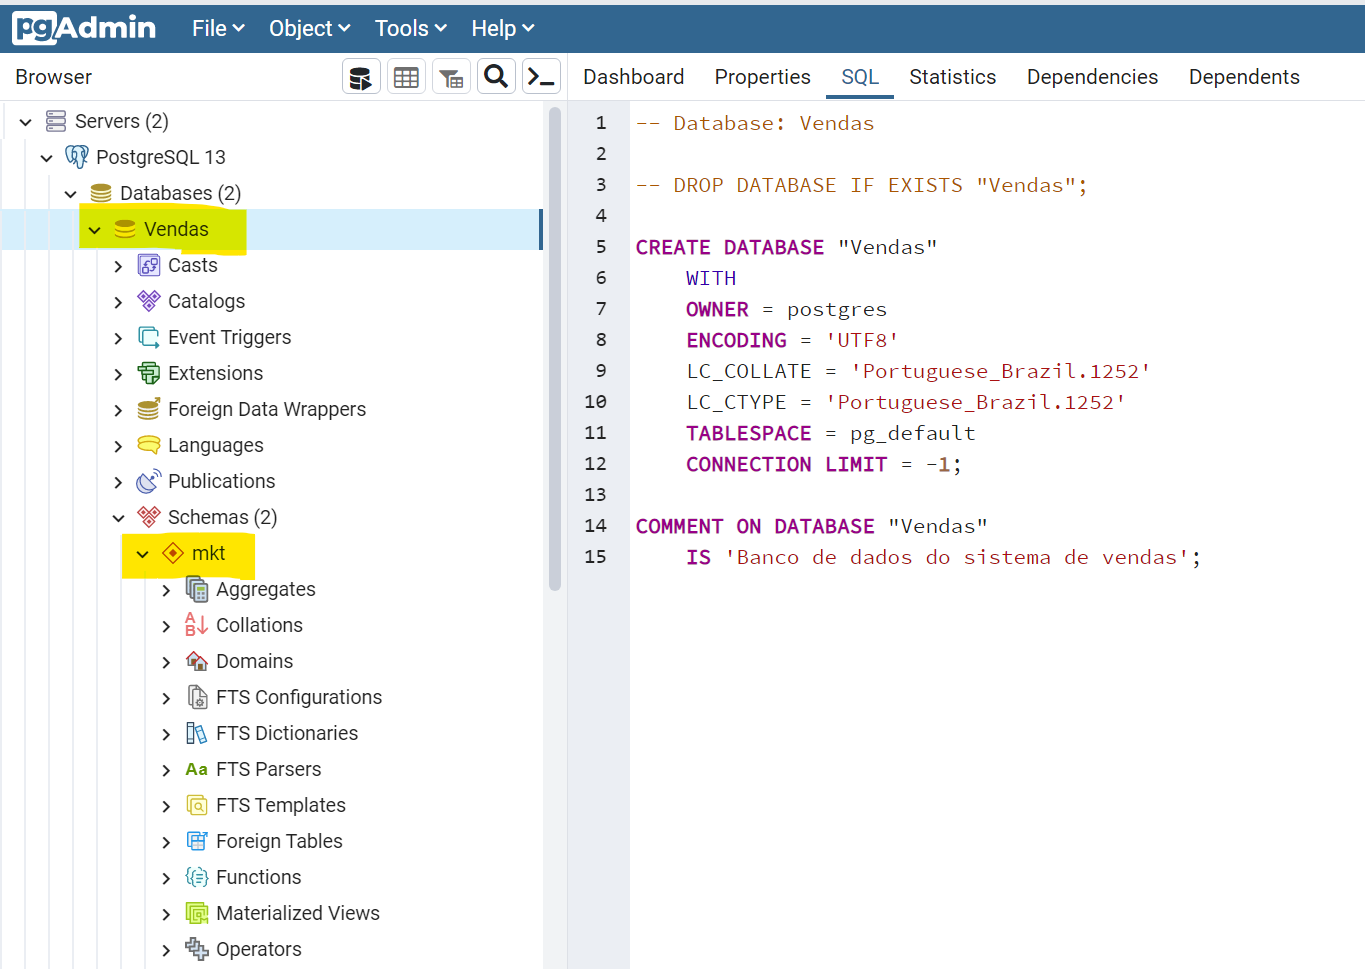 pgAdmin File Object Tools Help
Browser
Dashboard Properties SQL Statistics Dependencies Dependents
Servers (2)
PostgreSQL 13
Databases (2)
Vendas
Casts
Catalogs
Event Triggers
Extensions
Foreign Data Wrappers
Languages
Publications
Schemas (2)
mkt
Aggregates
Collations
Domains
FTS Configurations
FTS Dictionaries
Aa FTS Parsers
FTS Templates
Foreign Tables
Functions
Materialized Views
Operators
1 -- Database: Vendas
2
3 -- DROP DATABASE IF EXISTS "Vendas";
4
5 CREATE DATABASE "Vendas"
6 WITH
7 OWNER = postgres
8 ENCODING = 'UTF8'
9 LC_COLLATE = 'Portuguese_Brazil.1252'
10 LC_CTYPE = 'Portuguese_Brazil.1252'
11 TABLESPACE = pg_default
12 CONNECTION LIMIT = -1;
13
14 COMMENT ON DATABASE "Vendas"
15 IS 'Banco de dados do sistema de vendas';